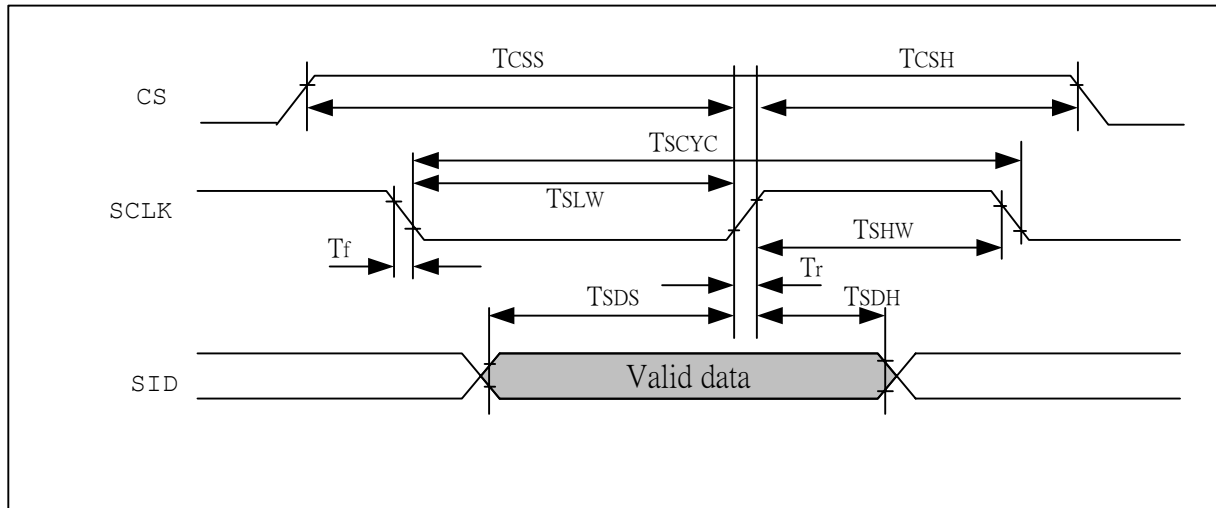 TCSS
TCSH
CS
TSCYC
TSLW
SCLK
TSHW
Tf
Tr
TSDS
TSDH
Valid data
SID